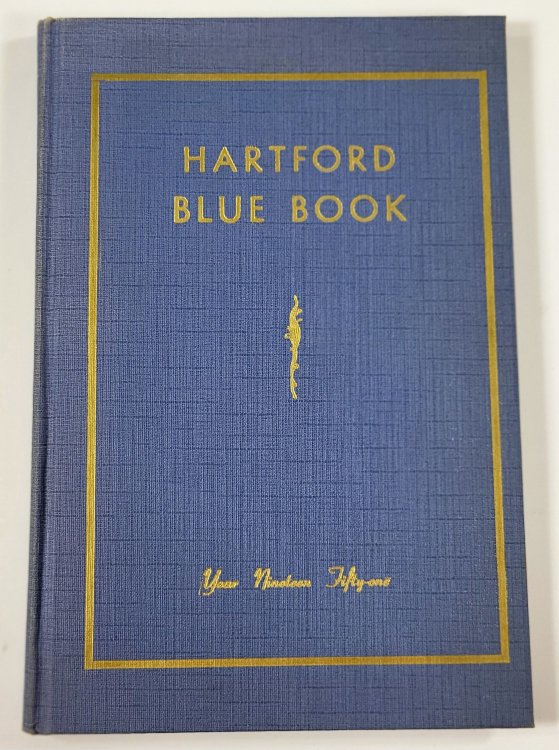 HARTFORD
BLUE BOOK
Year Nineteen Fifty-one